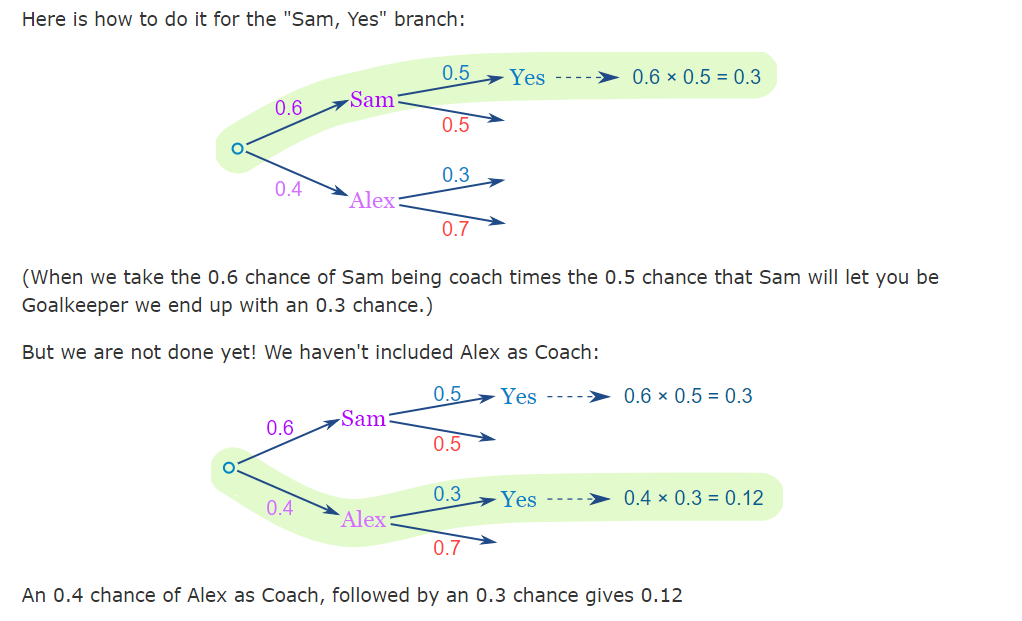 Here is how to do it for the "Sam, Yes" branch:
0.5 Yes 0.6 × 0.5 = 0.3
0.6 Sam
0.5
0.3
0.4 Alex
0.7
(When we take the 0.6 chance of Sam being coach times the 0.5 chance that Sam will let you be
Goalkeeper we end up with an 0.3 chance.)
But we are not done yet! We haven't included Alex as Coach:
0.5 Yes 0.6 × 0.5 = 0.3
0.6 Sam
0.5
0.3 Yes 0.4 × 0.3 = 0.12
0.4 Alex
0.7
An 0.4 chance of Alex as Coach, followed by an 0.3 chance gives 0.12